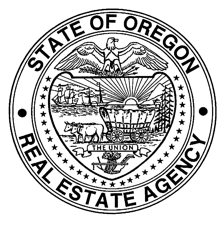 STATE OF OREGON
THE UNION
REAL ESTATE AGENCY